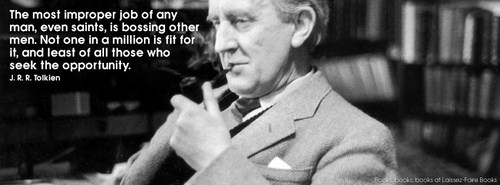 The most improper job of any
man, even saints, is bossing other
men. Not one in a million is fit for
it, and least of all those who
seek the opportunity.
J. R. R. Tolkien
Books, books, books at Laissez-Faire Books